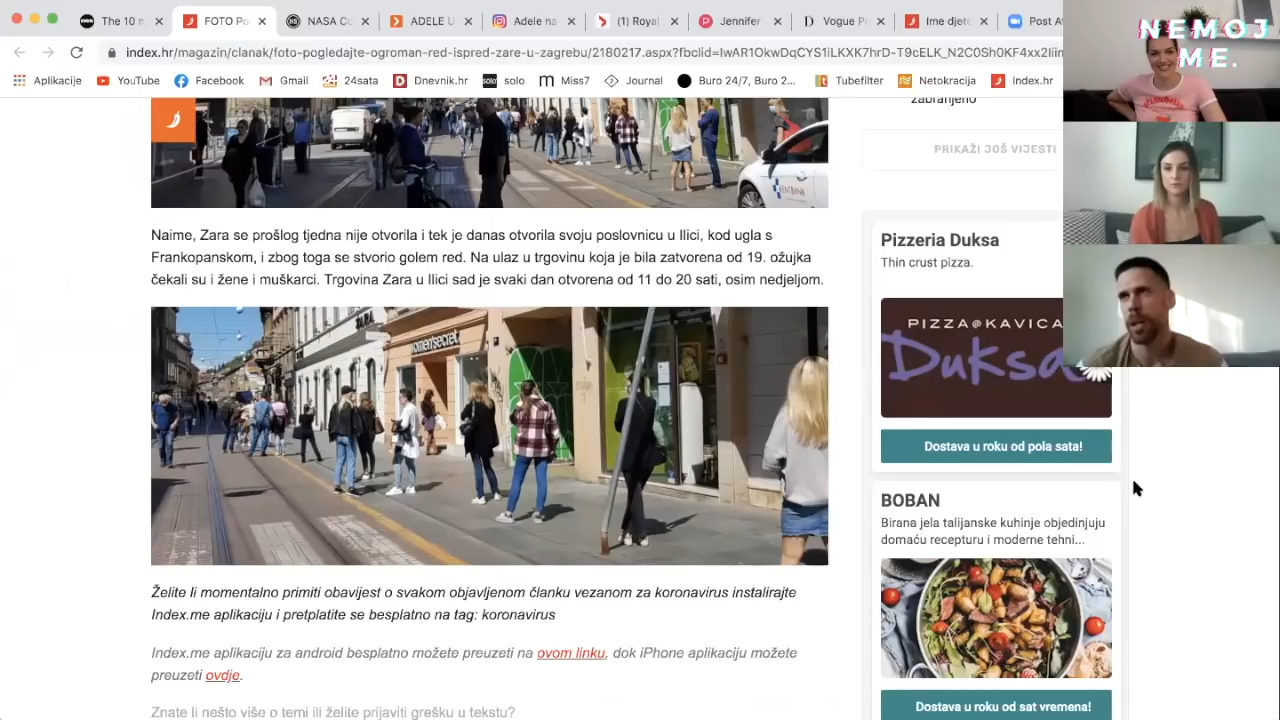 The 10 n
FOTO Po
NASA Co
ADELE U
Adele na
(1) Royal
Jennifer
Vogue P
Ime djet
Post At
index.hr/magazin/clanak/foto-pogledajte-ogroman-red-ispred-zare-u-zagrebu/2180217.aspx?fbclid=
Aplikacije
YouTube
Facebook
Gmail
24sata
Dnevnik.hr
solo
Miss7
Journal
Buro 24/7, Buro 2...
Tubefilter
Netokracija
Index.hr
NEMOJ
ME.
zabranjeno
PRIKAŽI JOŠ VIJESTI
Naime, Zara se prošlog tjedna nije otvorila i tek je danas otvorila svoju poslovnicu u Ilici, kod ugla s
Frankopanskom, i zbog toga se stvorio golem red. Na ulaz u trgovinu koja je bila zatvorena od 19. ožujka
čekali su i žene i muškarci. Trgovina Zara u Ilici sad je svaki dan otvorena od 11 do 20 sati, osim nedjeljom.
ZARA
women'secret
Želite li momentalno primiti obavijest o svakom objavljenom članku vezanom za koronavirus instalirajte
Index.me aplikaciju i pretplatite se besplatno na tag: koronavirus
Index.me aplikaciju za android besplatno možete preuzeti na ovom linku, dok iPhone aplikaciju možete
preuzeti ovdje.
Znate li nešto više o temi ili želite prijaviti grešku u tekstu?
Pizzeria Duksa
Thin crust pizza.
PIZZA@KAVICA
Duksa
Dostava u roku od pola sata!
BOBAN
Birana jela talijanske kuhinje objedinjuju
domaću recepturu i moderne tehni...
Dostava u roku od sat vremena!